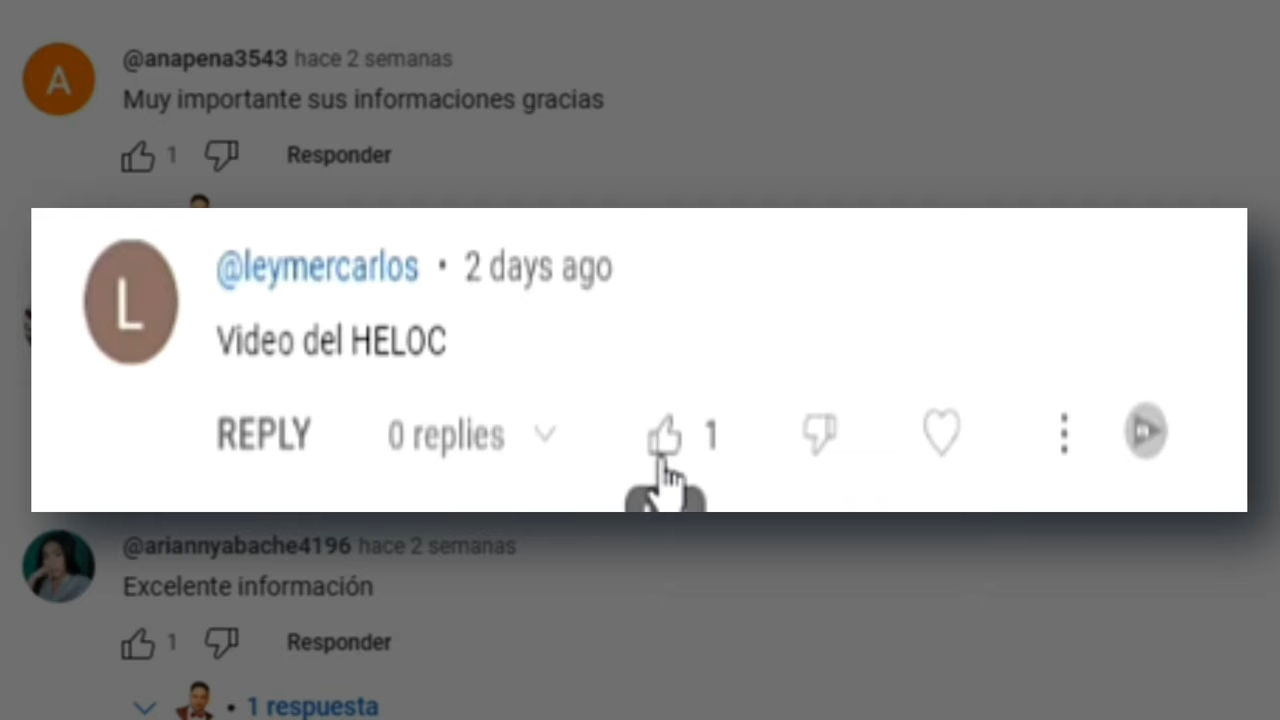 A
@anapena3543 hace 2 semanas
Muy importante sus informaciones gracias
1 Responder
L
@leymercarlos • 2 days ago
Video del HELOC
REPLY 0 replies 1
@ariannyabache4196 hace 2 semanas
Excelente información
1 Responder
• 1 respuesta